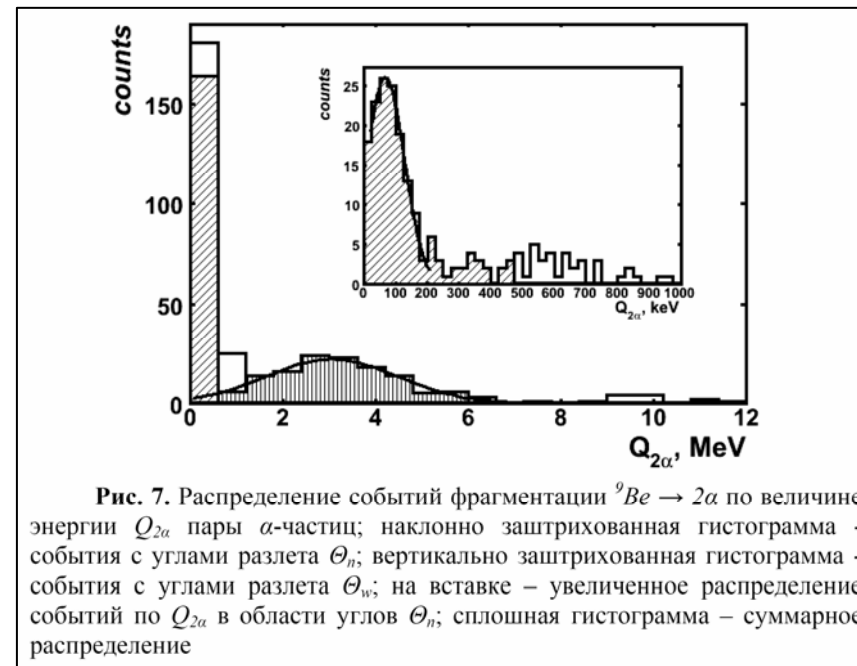 counts
150
100
50
0
0 2 4 6 8 10 12
Q2α, MeV
counts
25
20
15
10
5
0
0 100 200 300 400 500 600 700 800 900 1000
Q2α, keV
Рис. 7. Распределение событий фрагментации ⁹Be → 2α по величине
энергии Q2α пары α-частиц; наклонно заштрихованная гистограмма -
события с углами разлета Θn; вертикально заштрихованная гистограмма -
события с углами разлета Θw; на вставке – увеличенное распределение
событий по Q2α в области углов Θn; сплошная гистограмма – суммарное
распределение